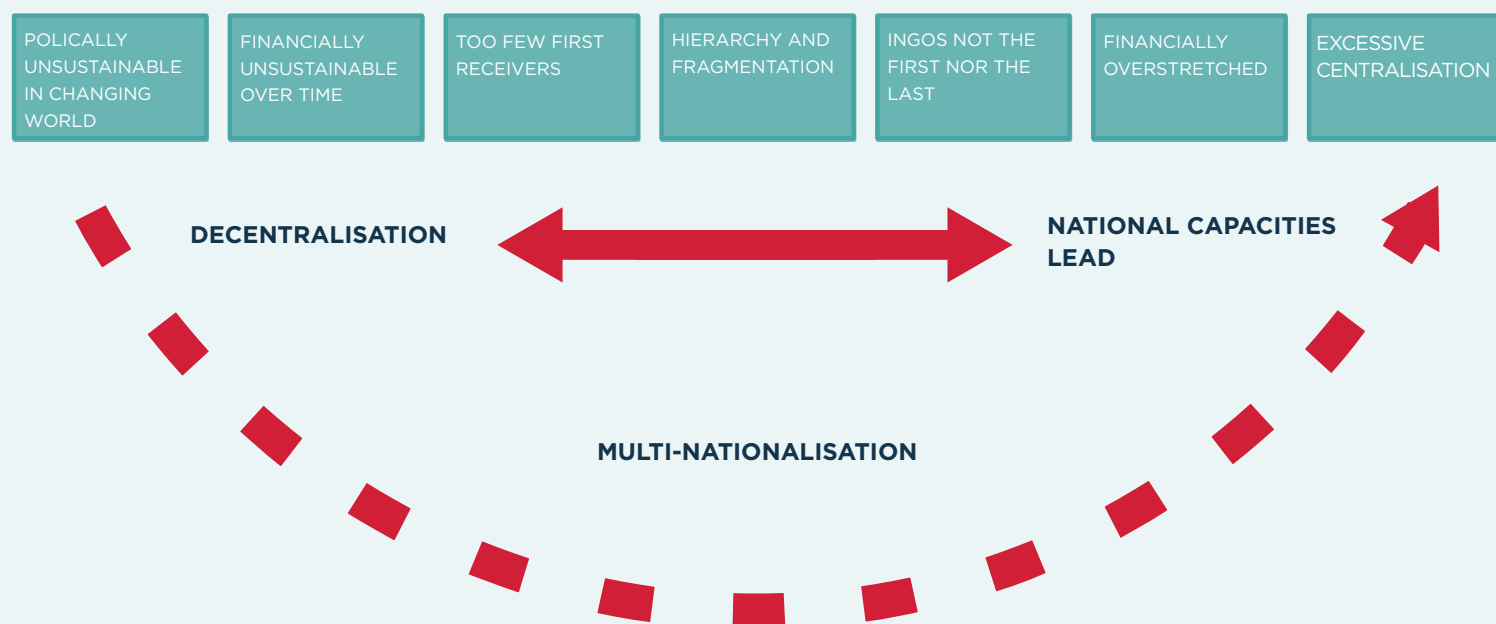 POLICALLY
UNSUSTAINABLE
IN CHANGING
WORLD
FINANCIALLY
UNSUSTAINABLE
OVER TIME
TOO FEW FIRST
RECEIVERS
HIERARCHY AND
FRAGMENTATION
INGOS NOT THE
FIRST NOR THE
LAST
FINANCIALLY
OVERSTRETCHED
EXCESSIVE
CENTRALISATION
DECENTRALISATION
NATIONAL CAPACITIES
LEAD
MULTI-NATIONALISATION